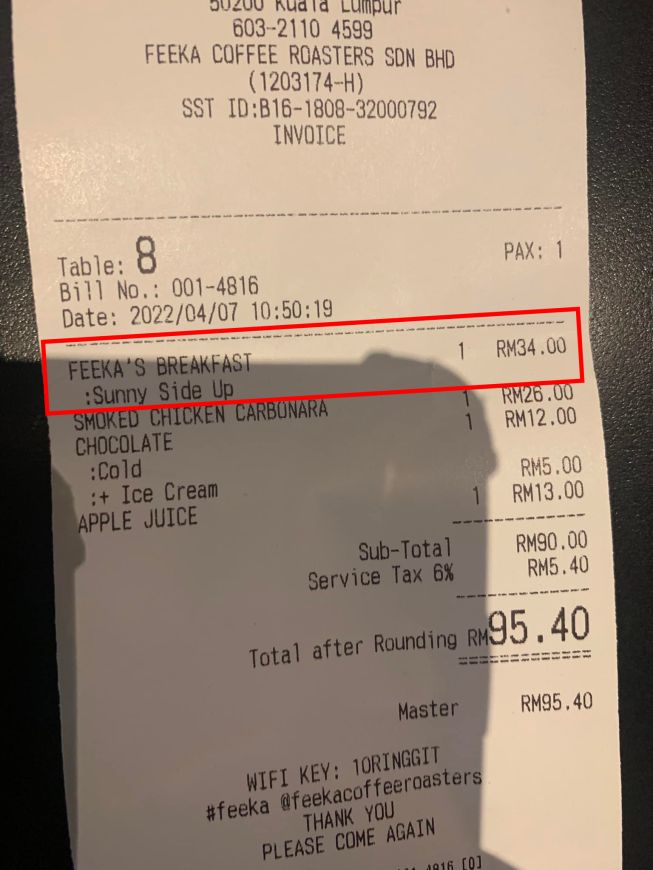 50200 Kuala Lumpur
603-2110 4599
FEEKA COFFEE ROASTERS SDN BHD
(1203174-H)
SST ID:B16-1808-32000792
INVOICE
Table: 8 PAX: 1
Bill No.: 001-4816
Date: 2022/04/07 10:50:19
FEEKA'S BREAKFAST 1 RM34.00
:Sunny Side Up
SMOKED CHICKEN CARBONARA 1 RM26.00
CHOCOLATE 1 RM12.00
:Cold
:+ Ice Cream RM5.00
APPLE JUICE 1 RM13.00
Sub-Total RM90.00
Service Tax 6% RM5.40
Total after Rounding RM95.40
Master RM95.40
WIFI KEY: 1ORINGGIT
#feeka @feekacoffeeroasters
THANK YOU
PLEASE COME AGAIN
4816 [0]